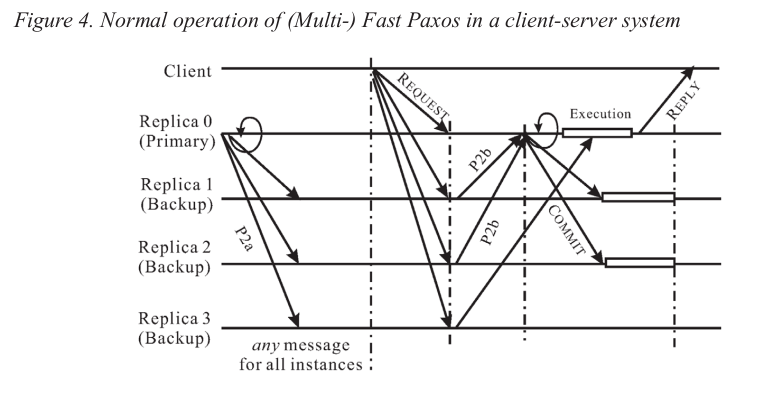 Figure 4. Normal operation of (Multi-) Fast Paxos in a client-server system
Client
REQUEST
Execution
REPLY
Replica 0
(Primary)
P2b
Replica 1
(Backup)
P2a
P2b
COMMIT
Replica 2
(Backup)
Replica 3
(Backup)
any message
for all instances